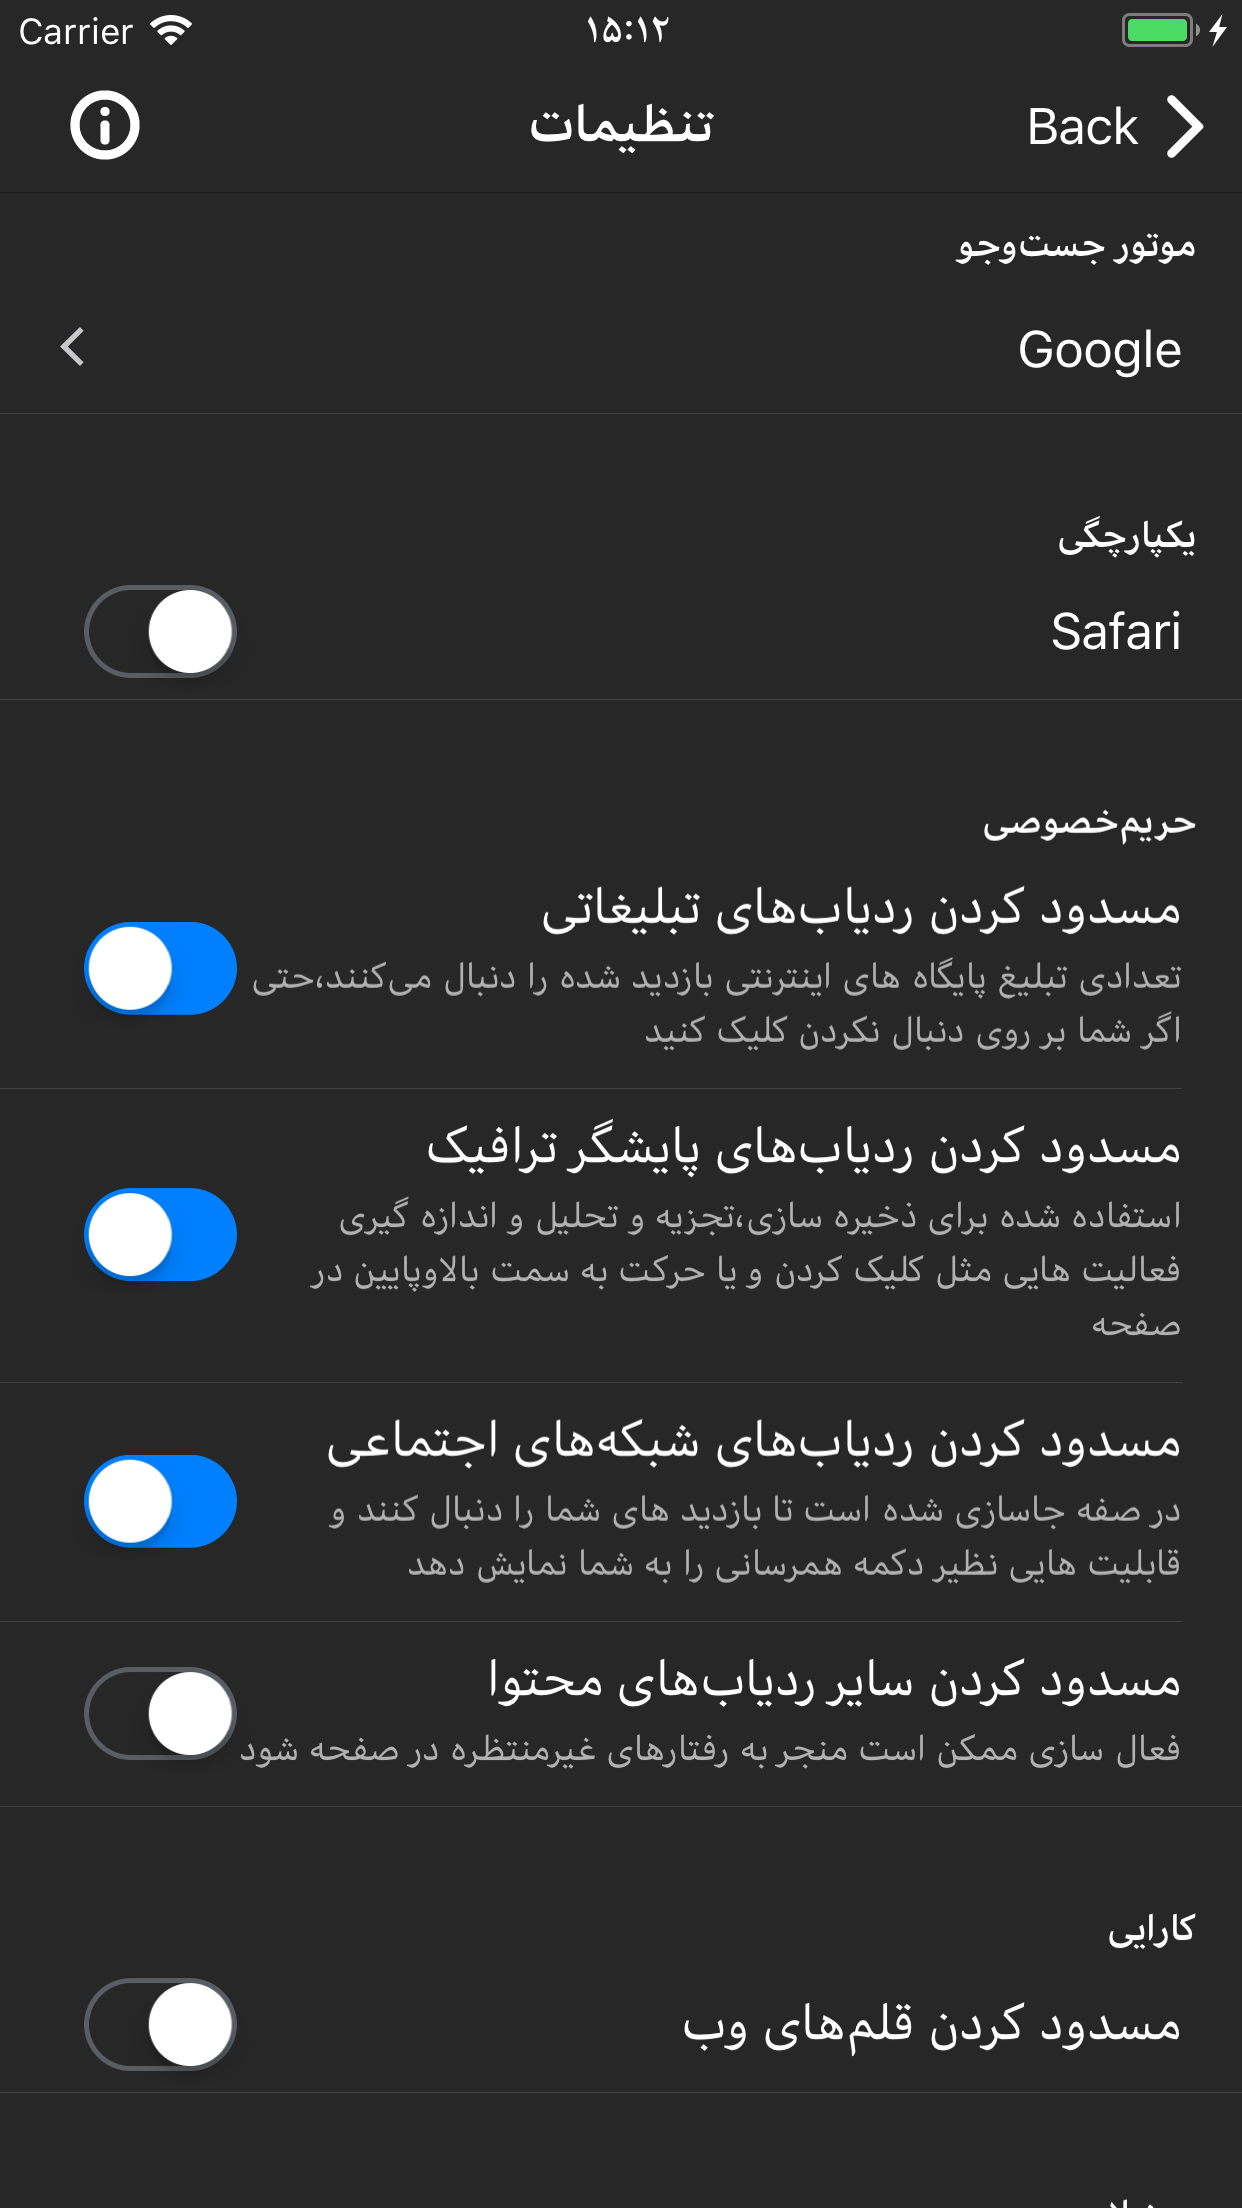 Carrier
۱۵:۱۲
Back
تنظیمات
موتور جست‌وجو
Google
یکپارچگی
Safari
حریم‌خصوصی
مسدود کردن ردیاب‌های تبلیغاتی
تعدادی تبلیغ پایگاه های اینترنتی بازدید شده را دنبال می‌کنند،حتی
اگر شما بر روی دنبال نکردن کلیک کنید
مسدود کردن ردیاب‌های پایشگر ترافیک
استفاده شده برای ذخیره سازی،تجزیه و تحلیل و اندازه گیری
فعالیت هایی مثل کلیک کردن و یا حرکت به سمت بالاوپایین در
صفحه
مسدود کردن ردیاب‌های شبکه‌های اجتماعی
در صفه جاسازی شده است تا بازدید های شما را دنبال کنند و
قابلیت هایی نظیر دکمه همرسانی را به شما نمایش دهد
مسدود کردن سایر ردیاب‌های محتوا
فعال سازی ممکن است منجر به رفتارهای غیرمنتظره در صفحه شود
کارایی
مسدود کردن قلم‌های وب